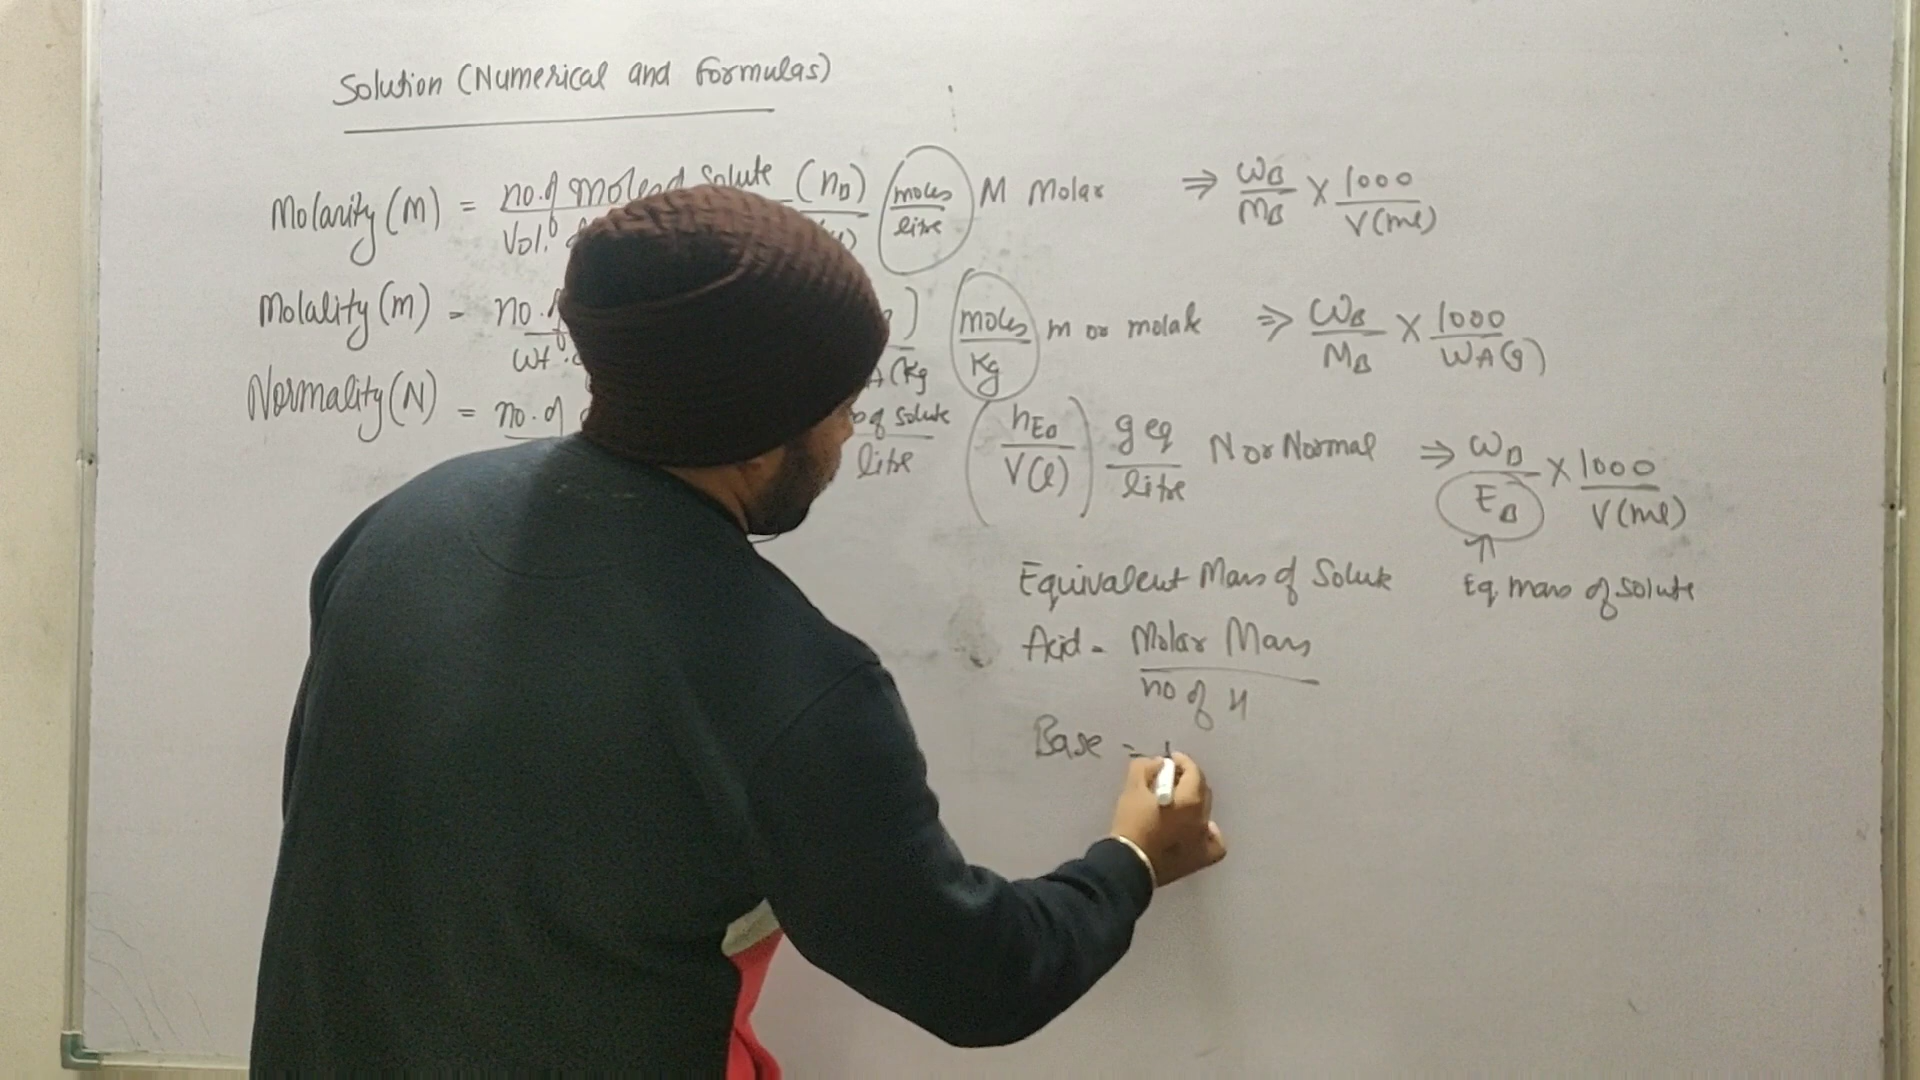 Solution (Numerical and Formulas)
Molarity (M) = no. of moles of Solute (nB) / Vol. (moles / litre) M Molar ⇒ WB / MB × 1000 / V(ml)
Molality (m) = no. / Wt. (Kg (moles / Kg) m or molal ⇒ WB / MB × 1000 / WA(g)
Normality (N) = no. of of solute / litre (nEB / V(l)) g eq / litre N or Normal ⇒ WB / EB × 1000 / V(ml)
Eq. mass of solute
Equivalent Mass of Solute
Acid = Molar Mass / no of H
Base =